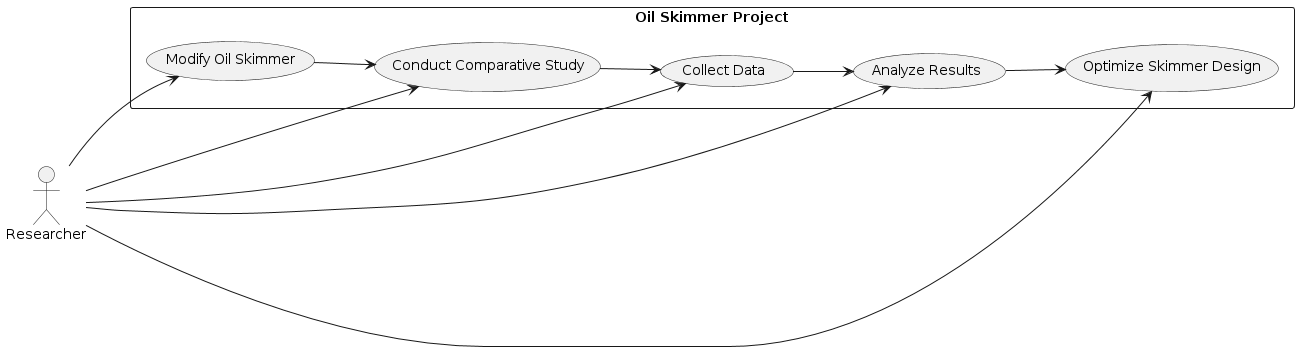 Oil Skimmer Project
Modify Oil Skimmer
Conduct Comparative Study
Collect Data
Analyze Results
Optimize Skimmer Design
Researcher